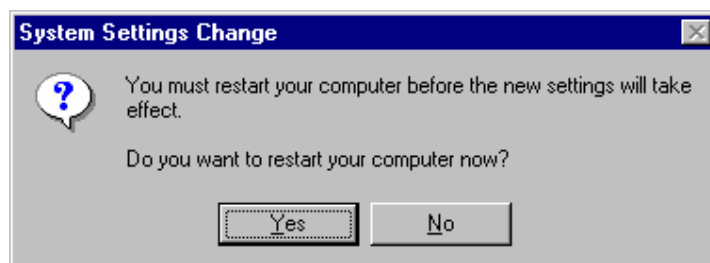 System Settings Change
You must restart your computer before the new settings will take
effect.
Do you want to restart your computer now?
Yes
No